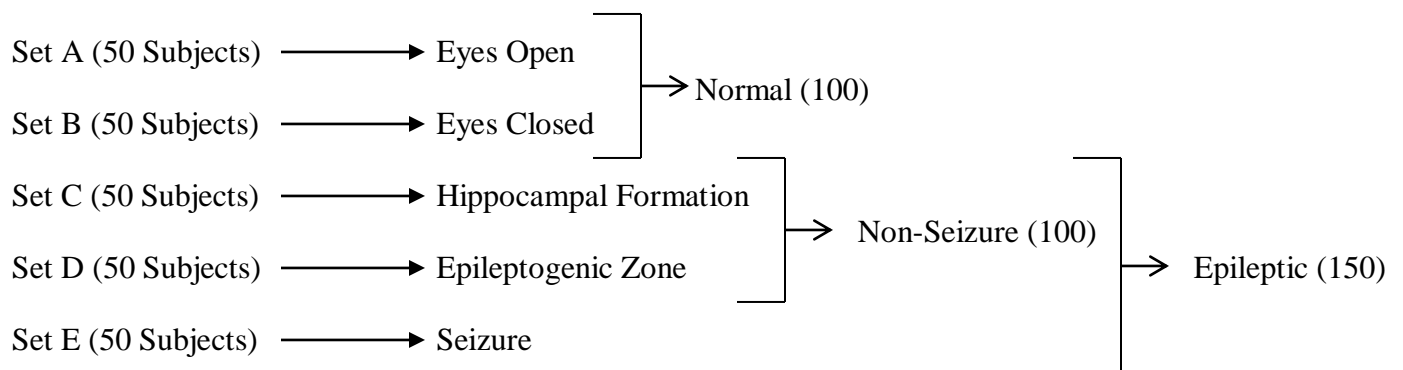 Set A (50 Subjects) Eyes Open
Normal (100)
Set B (50 Subjects) Eyes Closed
Set C (50 Subjects) Hippocampal Formation
Non-Seizure (100)
Set D (50 Subjects) Epileptogenic Zone Epileptic (150)
Set E (50 Subjects) Seizure